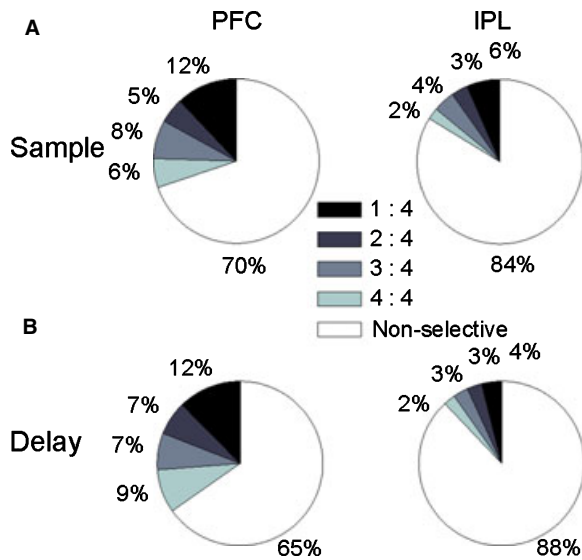 A
PFC
IPL
12%
5%
8%
6%
70%
Sample
6%
3%
4%
2%
84%
1 : 4
2 : 4
3 : 4
4 : 4
Non-selective
B
12%
7%
7%
9%
65%
Delay
4%
3%
3%
2%
88%